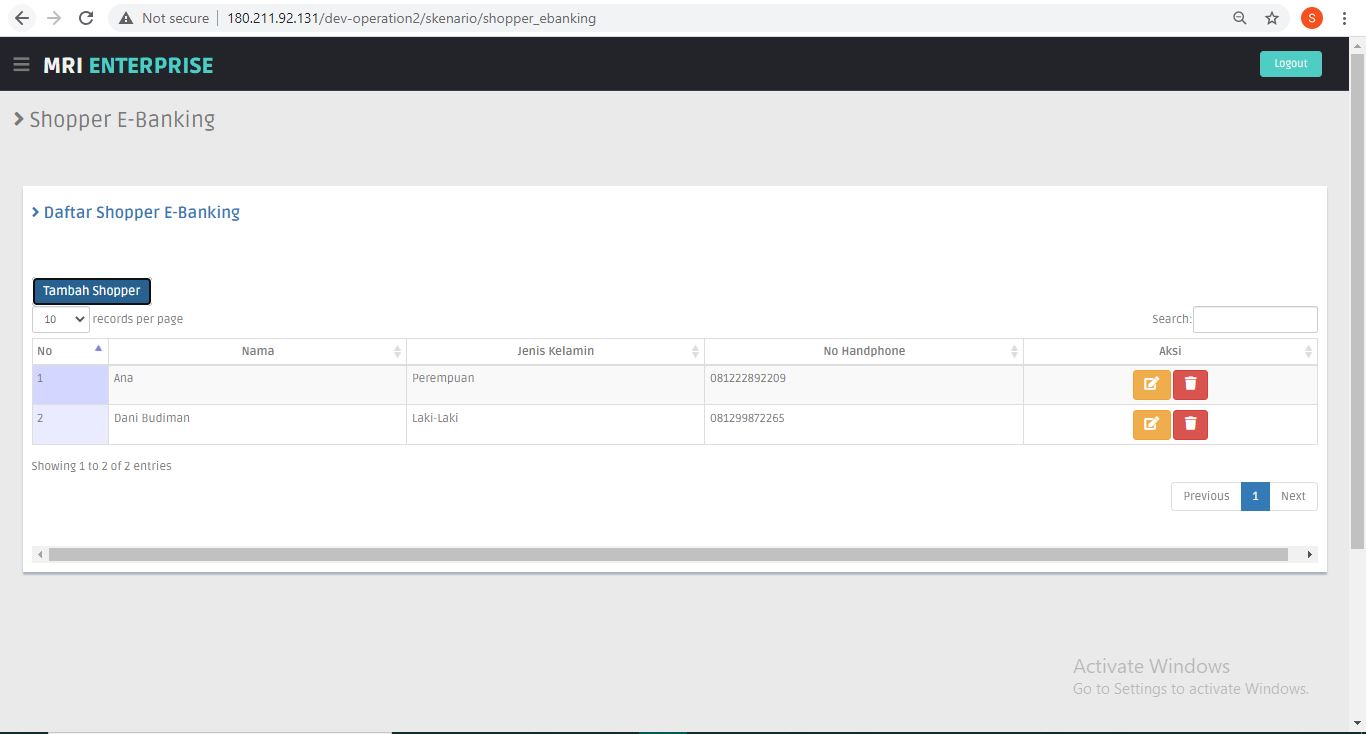 Not secure | 180.211.92.131/dev-operation2/skenario/shopper_ebanking
S
MRI ENTERPRISE
Logout
Shopper E-Banking
Daftar Shopper E-Banking
Tambah Shopper
10 records per page
Search:
No Nama Jenis Kelamin No Handphone Aksi
1 Ana Perempuan 081222892209
2 Dani Budiman Laki-Laki 081299872265
Showing 1 to 2 of 2 entries
Previous 1 Next
Activate Windows
Go to Settings to activate Windows.